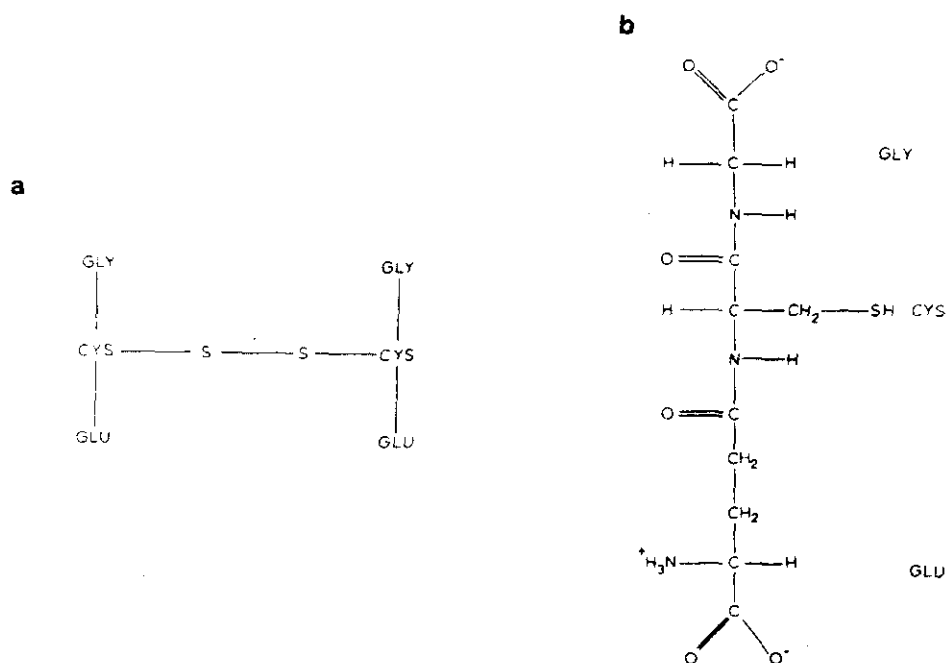 a
GLY GLY
CYS S S CYS
GLU GLU
b
O O-
C
H C H GLY
N H
O C
H C CH2 SH CYS
N H
O C
CH2
CH2
+H3N C H GLU
C
O O-